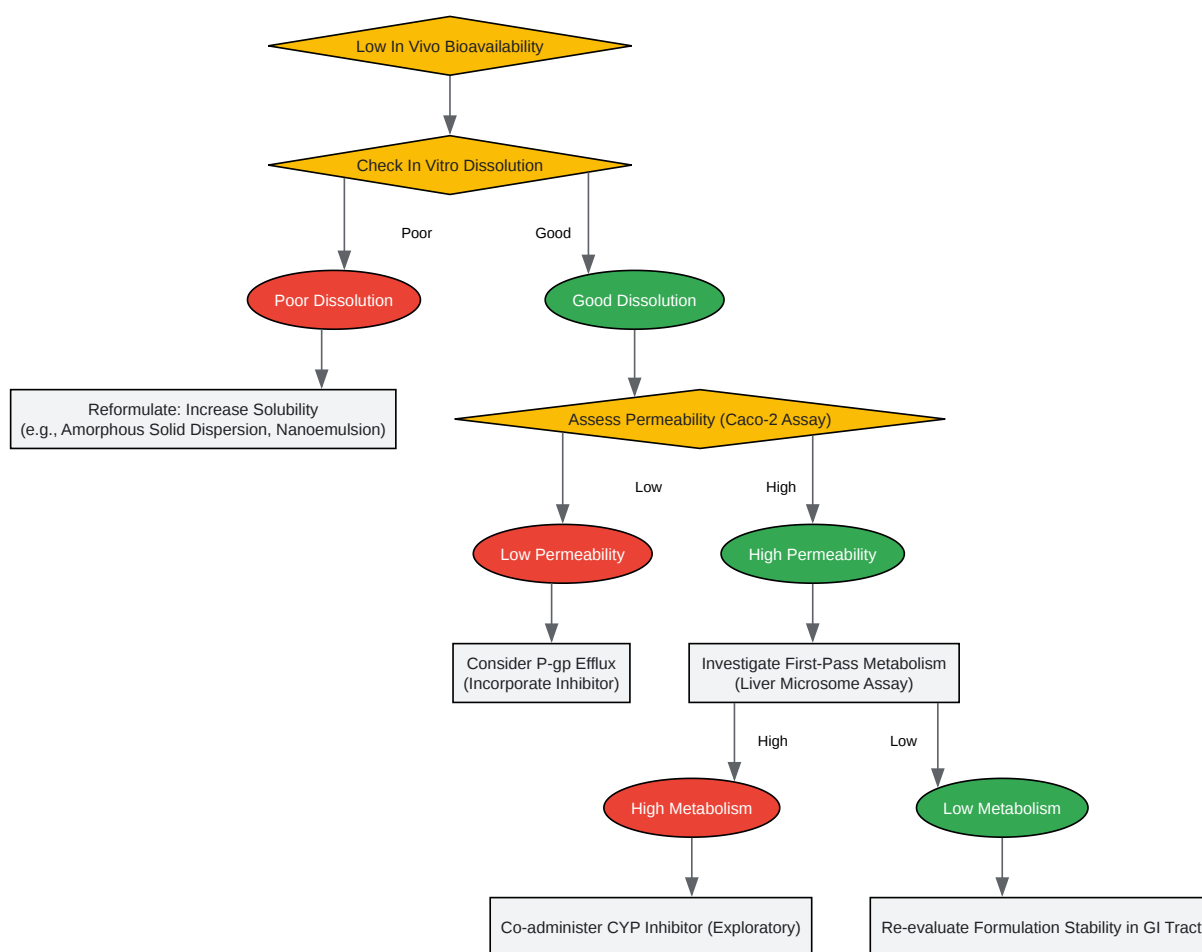 Low In Vivo Bioavailability
Check In Vitro Dissolution
Poor
Good
Poor Dissolution
Good Dissolution
Reformulate: Increase Solubility
(e.g., Amorphous Solid Dispersion, Nanoemulsion)
Assess Permeability (Caco-2 Assay)
Low
High
Low Permeability
High Permeability
Consider P-gp Efflux
(Incorporate Inhibitor)
Investigate First-Pass Metabolism
(Liver Microsome Assay)
High
Low
High Metabolism
Low Metabolism
Co-administer CYP Inhibitor (Exploratory)
Re-evaluate Formulation Stability in GI Tract